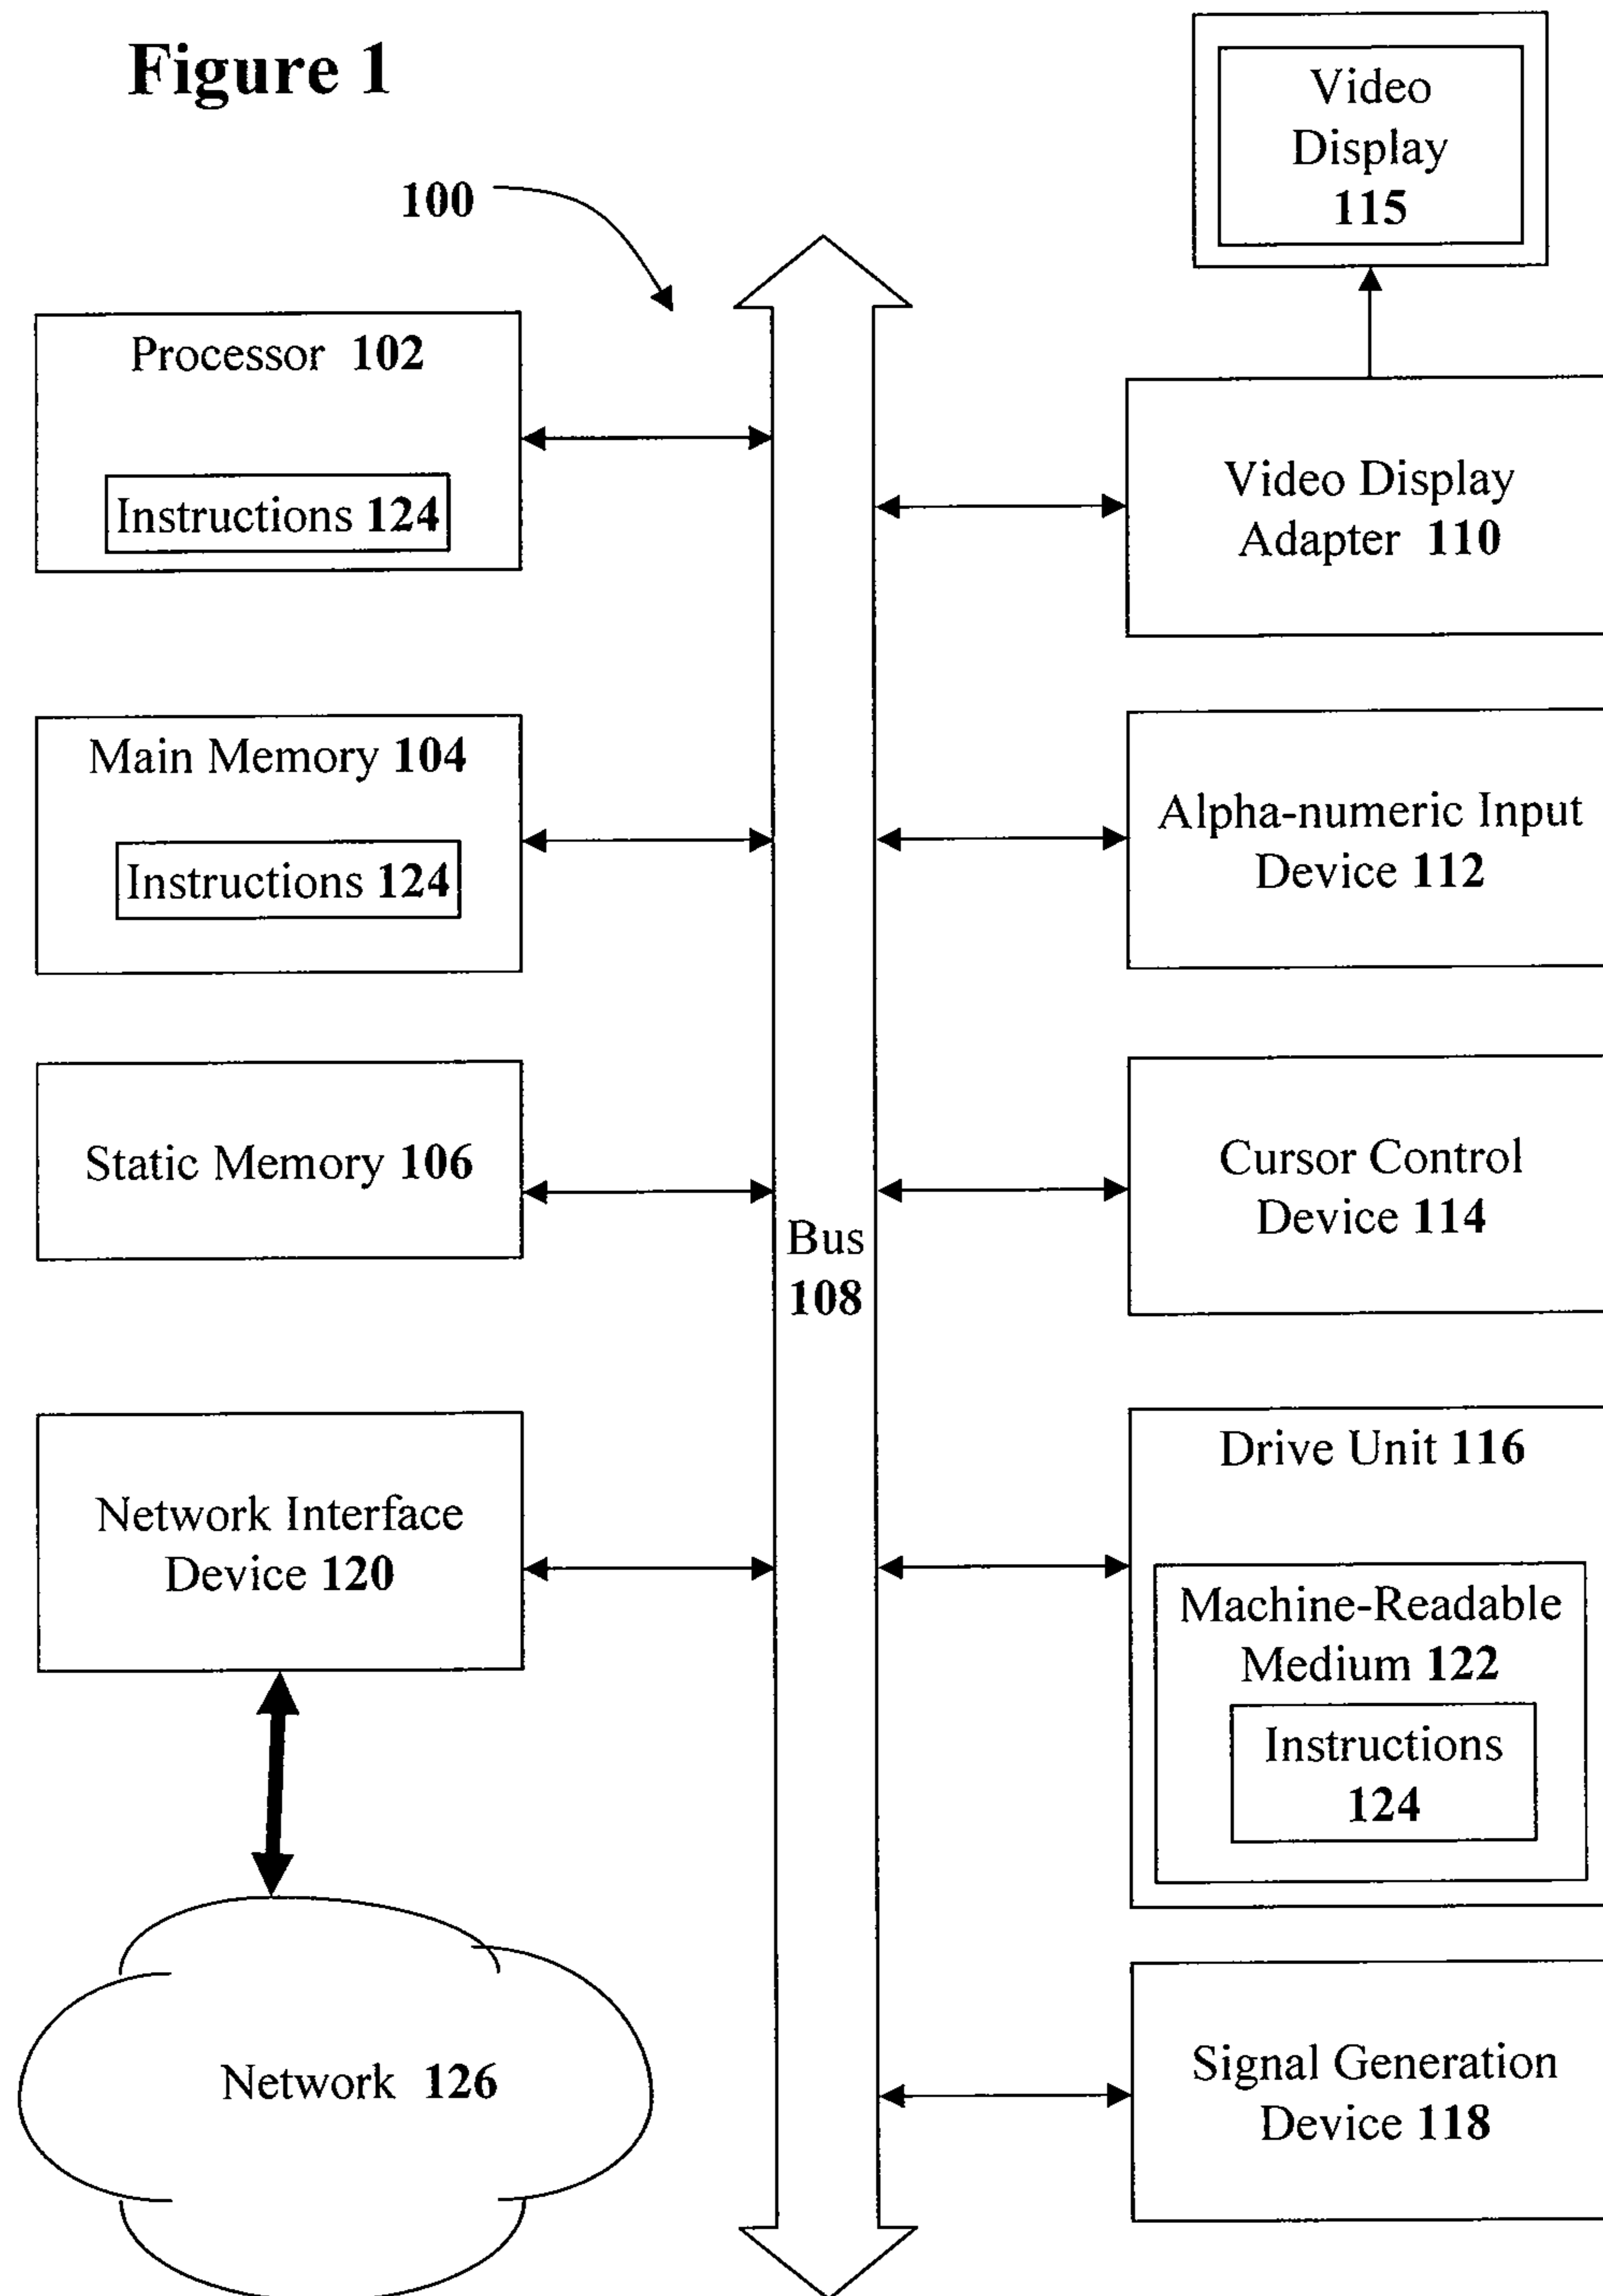 Figure 1
100
Video
Display
115
Processor 102
Instructions 124
Video Display
Adapter 110
Main Memory 104
Instructions 124
Alpha-numeric Input
Device 112
Static Memory 106
Cursor Control
Device 114
Bus
108
Network Interface
Device 120
Drive Unit 116
Machine-Readable
Medium 122
Instructions
124
Network 126
Signal Generation
Device 118